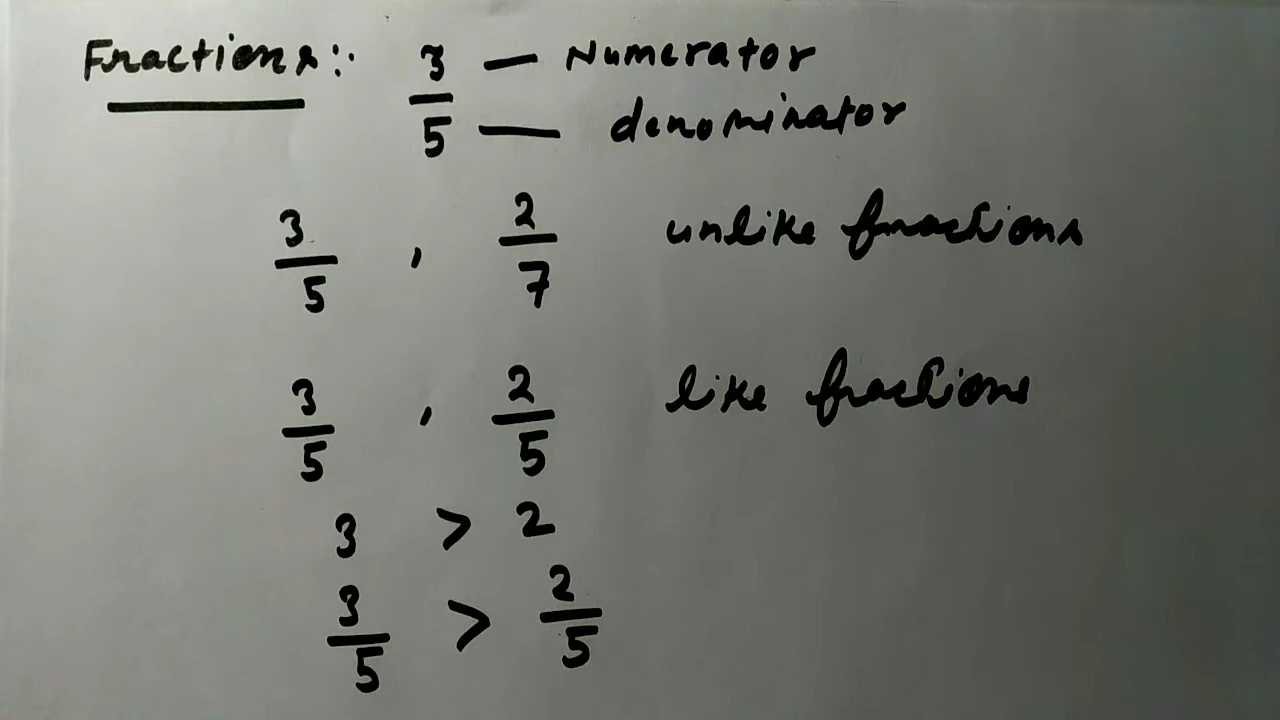 Fractions:- 3/5 — Numerator — denominator
3/5 , 2/7 unlike fractions
3/5 , 2/5 like fractions
3 > 2
3/5 > 2/5